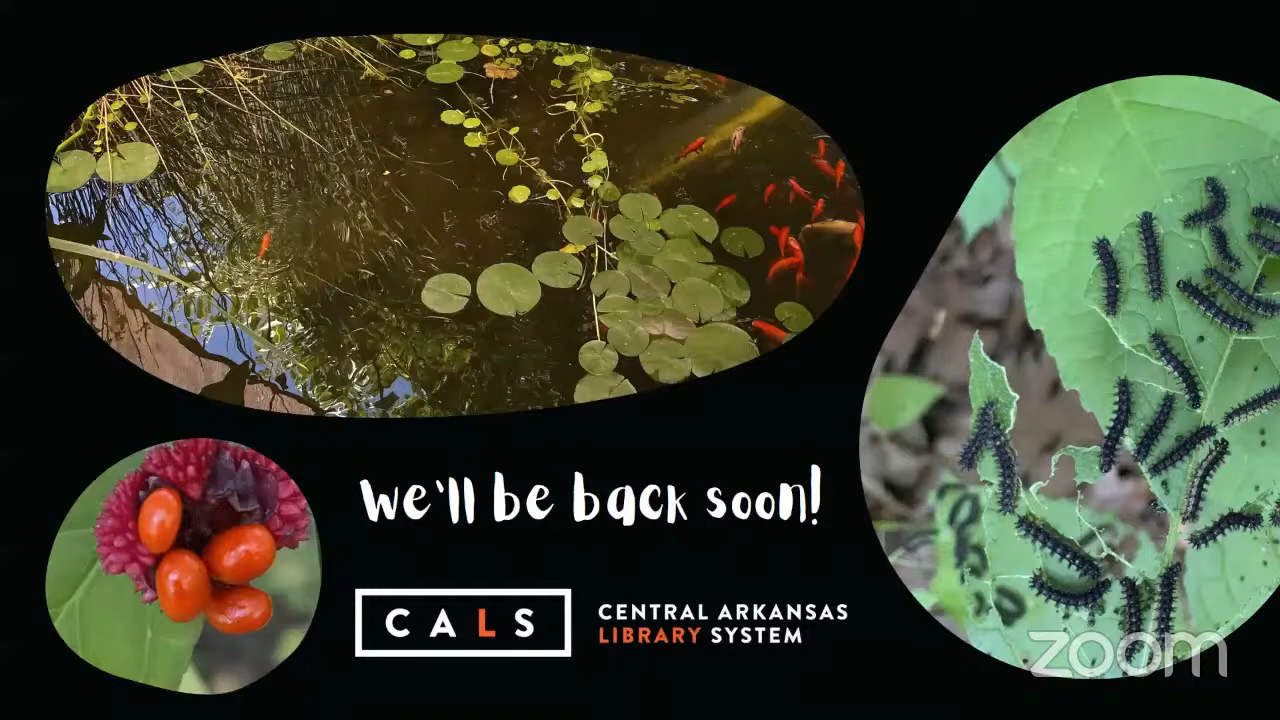 We'll be back soon!
CALS
CENTRAL ARKANSAS
LIBRARY SYSTEM
zoom